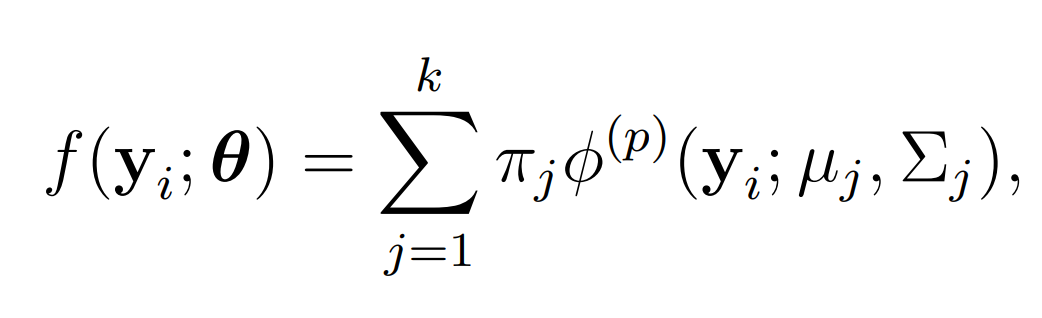 $f(\mathbf{y}_i; \boldsymbol{\theta}) = \sum_{j=1}^{k} \pi_j \phi^{(p)}(\mathbf{y}_i; \mu_j, \Sigma_j),$